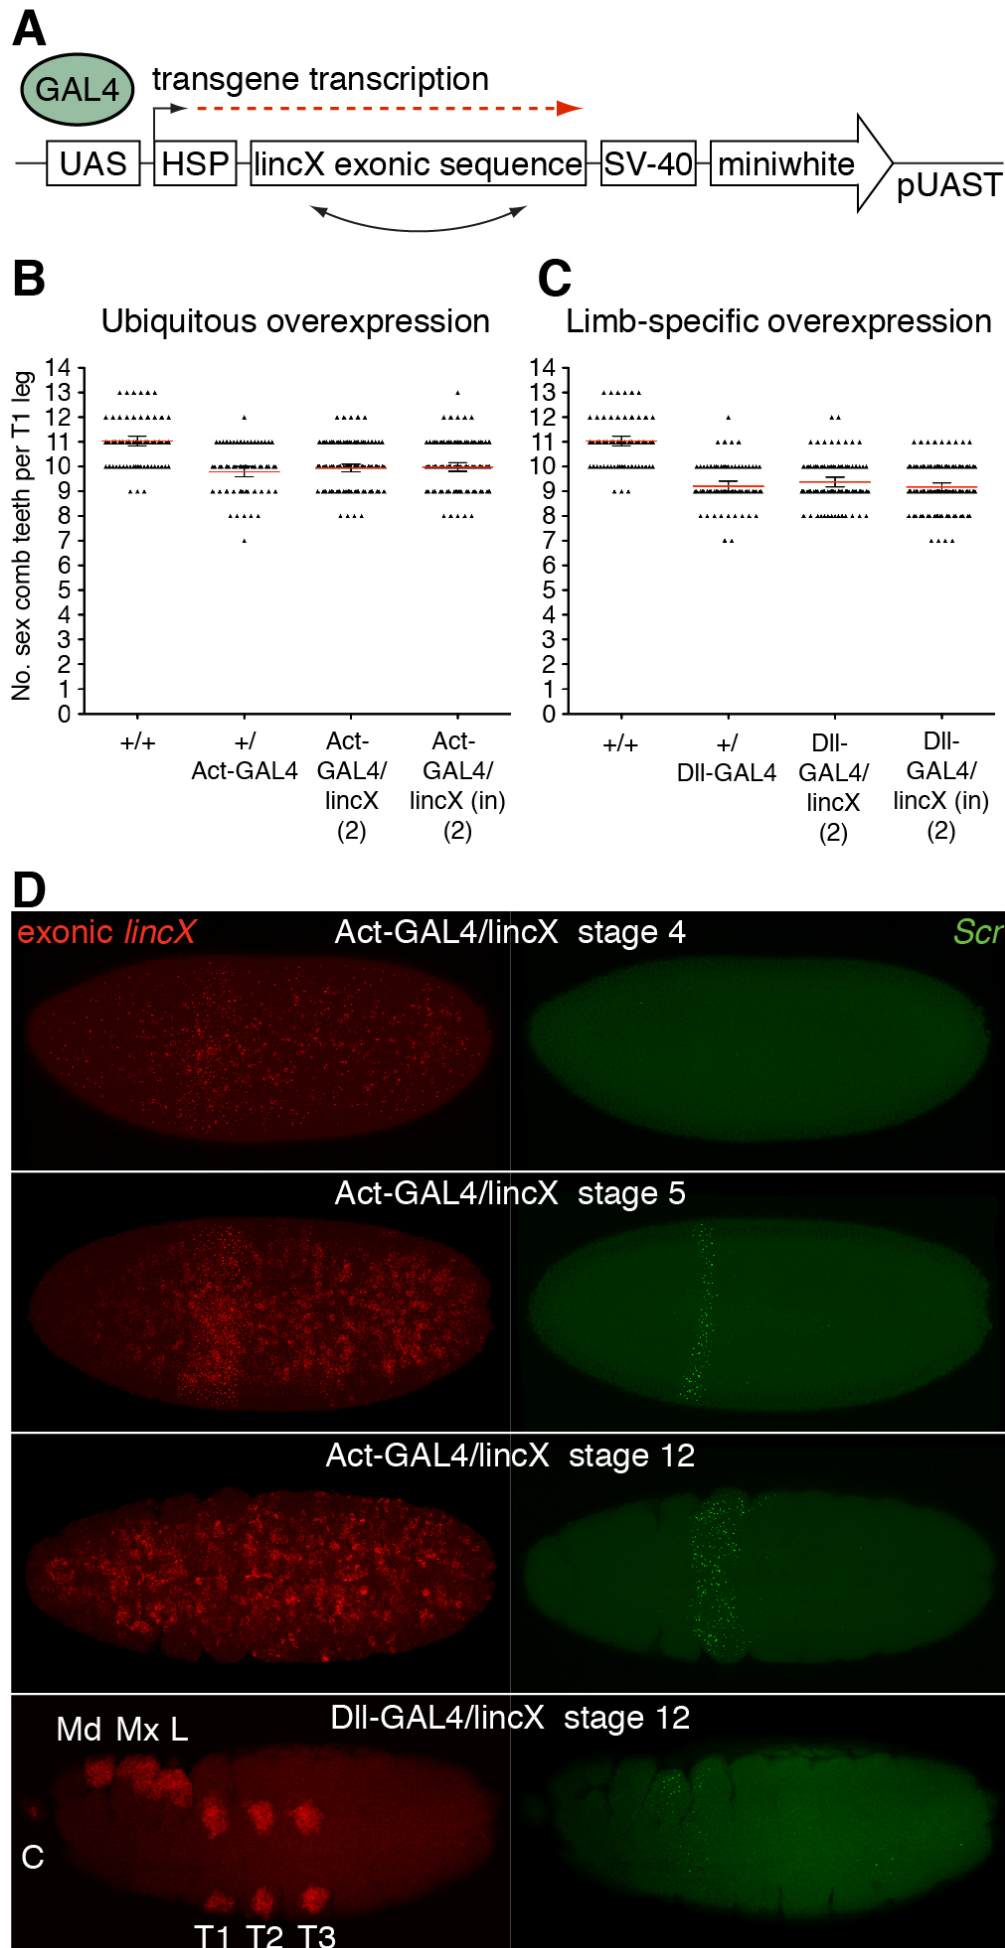 A
GAL4
transgene transcription
UAS
HSP
lincX exonic sequence
SV-40
miniwhite
pUAST
B
Ubiquitous overexpression
No. sex comb teeth per T1 leg
14
13
12
11
10
9
8
7
6
5
4
3
2
1
0
+/+
+/
Act-GAL4
Act-
GAL4/
lincX
(2)
Act-
GAL4/
lincX (in)
(2)
C
Limb-specific overexpression
14
13
12
11
10
9
8
7
6
5
4
3
2
1
0
+/+
+/
Dll-GAL4
Dll-
GAL4/
lincX
(2)
Dll-
GAL4/
lincX (in)
(2)
D
exonic lincX
Act-GAL4/lincX stage 4
Scr
Act-GAL4/lincX stage 5
Act-GAL4/lincX stage 12
Dll-GAL4/lincX stage 12
Md Mx L
C
T1 T2 T3